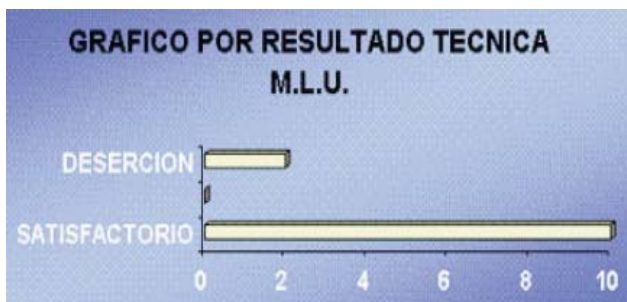 GRAFICO POR RESULTADO TECNICA
M.L.U.
DESERCION
SATISFACTORIO
0 2 4 6 8 10